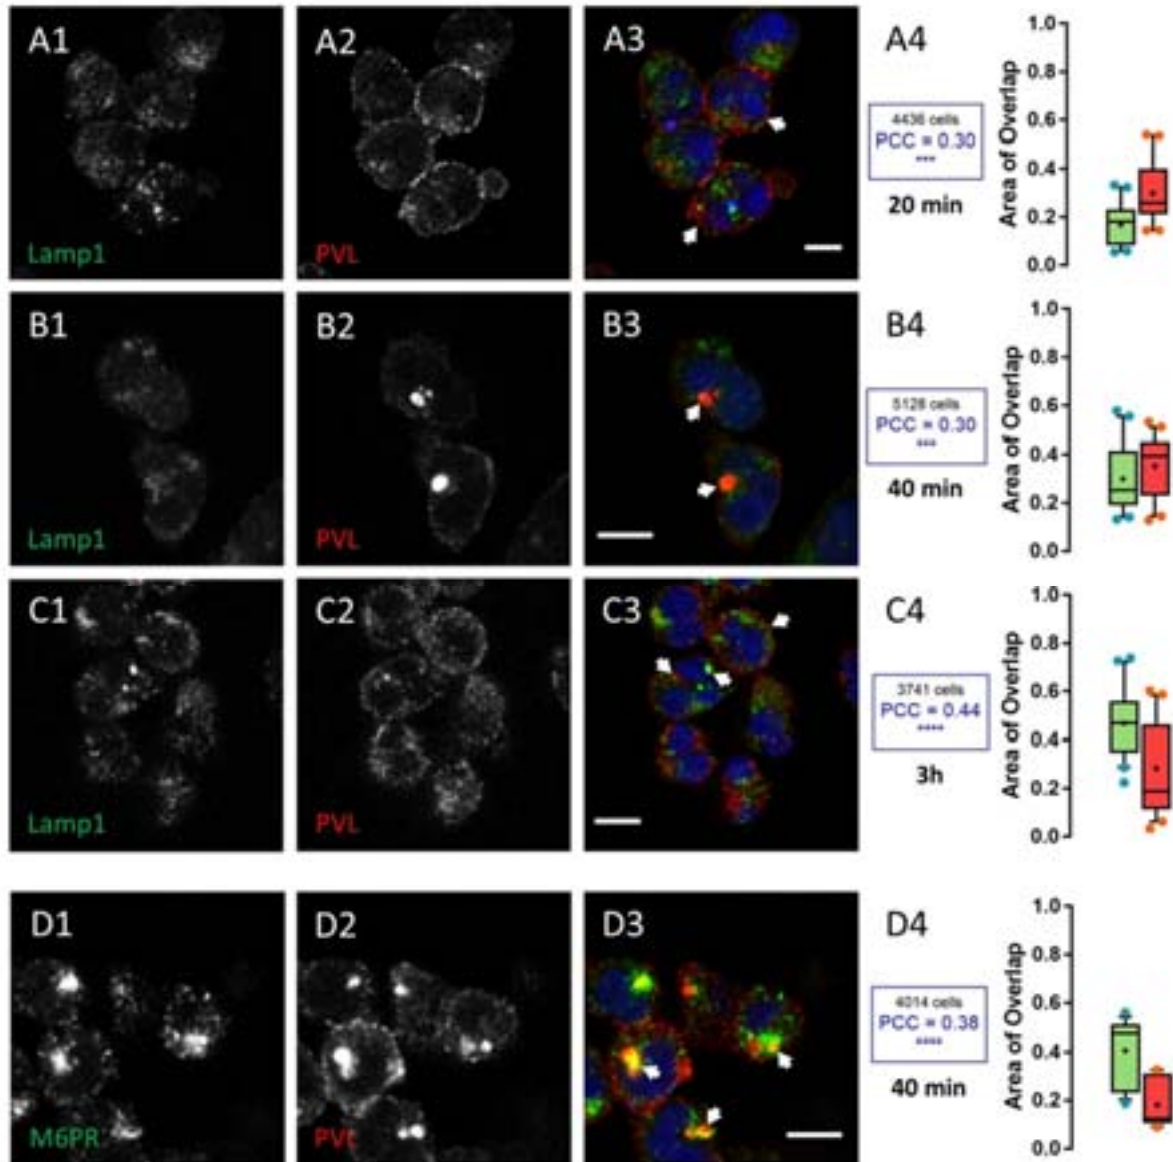 A1
A2
A3
A4
Lamp1
PVL
4436 cells
PCC = 0.30
***
20 min
Area of Overlap
1.0
0.8
0.6
0.4
0.2
0.0
B1
B2
B3
B4
Lamp1
PVL
5128 cells
PCC = 0.30
***
40 min
Area of Overlap
1.0
0.8
0.6
0.4
0.2
0.0
C1
C2
C3
C4
Lamp1
PVL
3741 cells
PCC = 0.44
****
3h
Area of Overlap
1.0
0.8
0.6
0.4
0.2
0.0
D1
D2
D3
D4
M6PR
PVL
4014 cells
PCC = 0.38
****
40 min
Area of Overlap
1.0
0.8
0.6
0.4
0.2
0.0